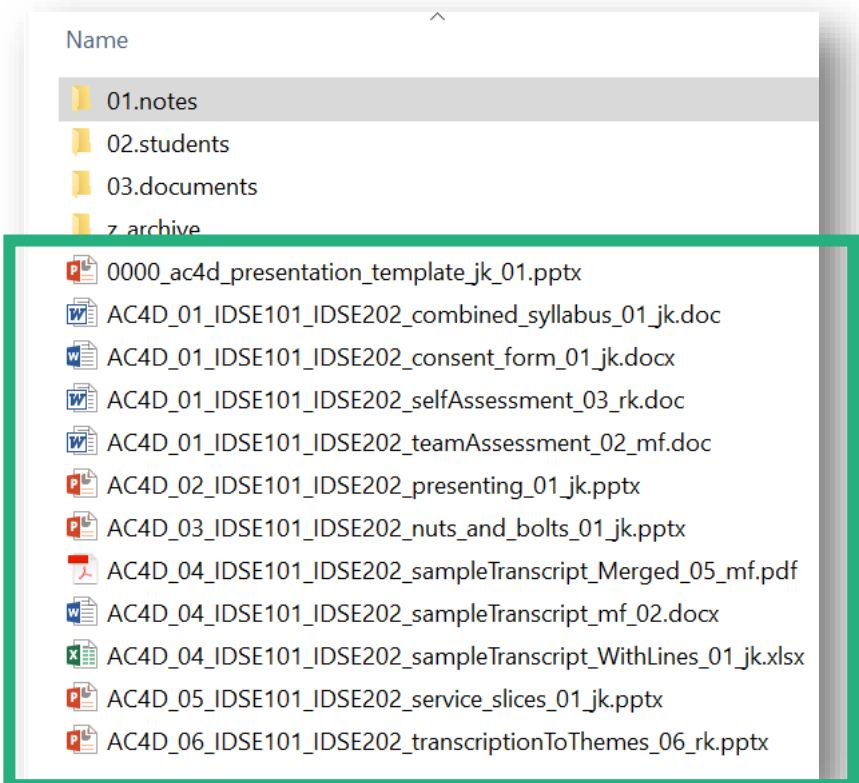 Name
01.notes
02.students
03.documents
z_archive
0000_ac4d_presentation_template_jk_01.pptx
AC4D_01_IDSE101_IDSE202_combined_syllabus_01_jk.doc
AC4D_01_IDSE101_IDSE202_consent_form_01_jk.docx
AC4D_01_IDSE101_IDSE202_selfAssessment_03_rk.doc
AC4D_01_IDSE101_IDSE202_teamAssessment_02_mf.doc
AC4D_02_IDSE101_IDSE202_presenting_01_jk.pptx
AC4D_03_IDSE101_IDSE202_nuts_and_bolts_01_jk.pptx
AC4D_04_IDSE101_IDSE202_sampleTranscript_Merged_05_mf.pdf
AC4D_04_IDSE101_IDSE202_sampleTranscript_mf_02.docx
AC4D_04_IDSE101_IDSE202_sampleTranscript_WithLines_01_jk.xlsx
AC4D_05_IDSE101_IDSE202_service_slices_01_jk.pptx
AC4D_06_IDSE101_IDSE202_transcriptionToThemes_06_rk.pptx